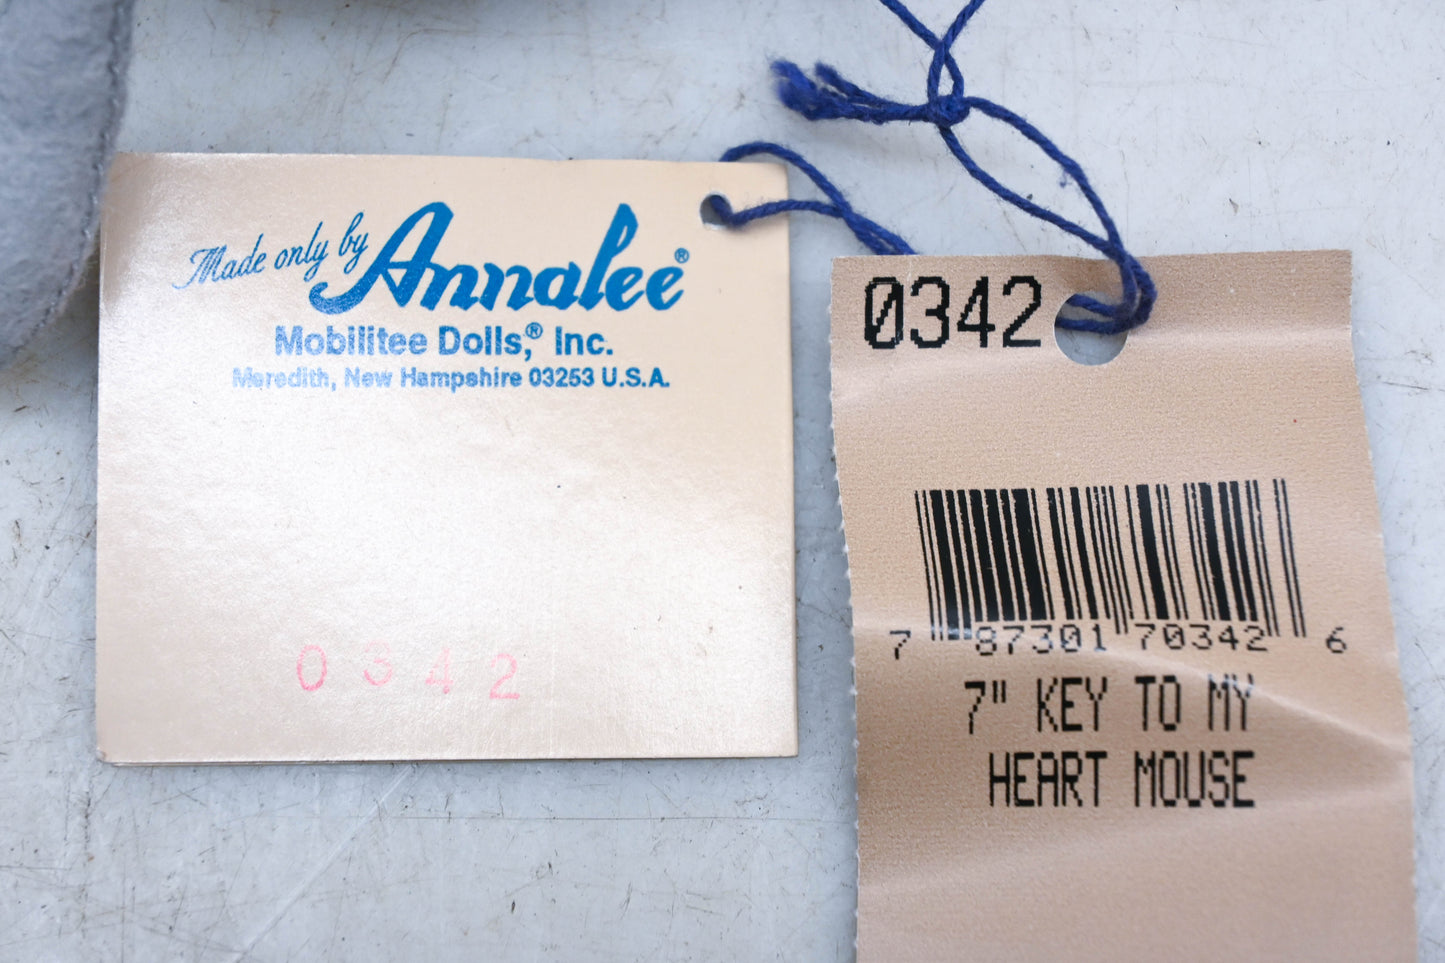 Made only by Annalee®
Mobilitee Dolls,® Inc.
Meredith, New Hampshire 03253 U.S.A.
0342
0342
7 87301 70342 6
7" KEY TO MY
HEART MOUSE